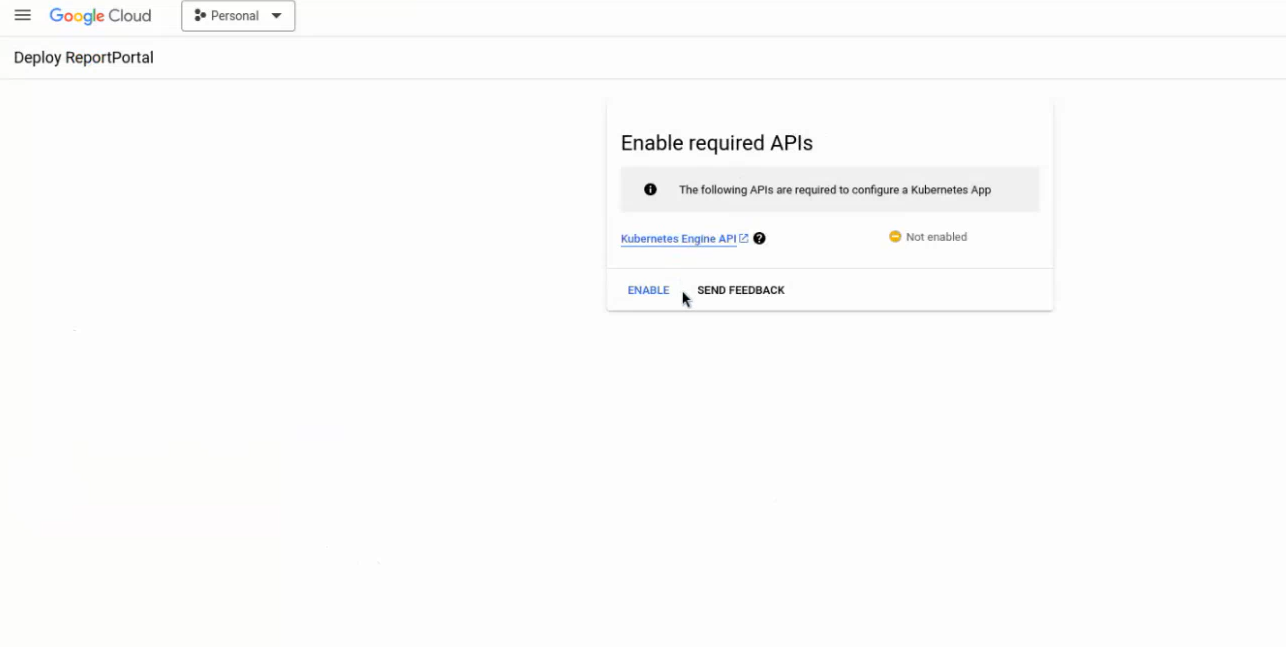 Google Cloud Personal
Deploy ReportPortal
Enable required APIs
The following APIs are required to configure a Kubernetes App
Kubernetes Engine API Not enabled
ENABLE SEND FEEDBACK